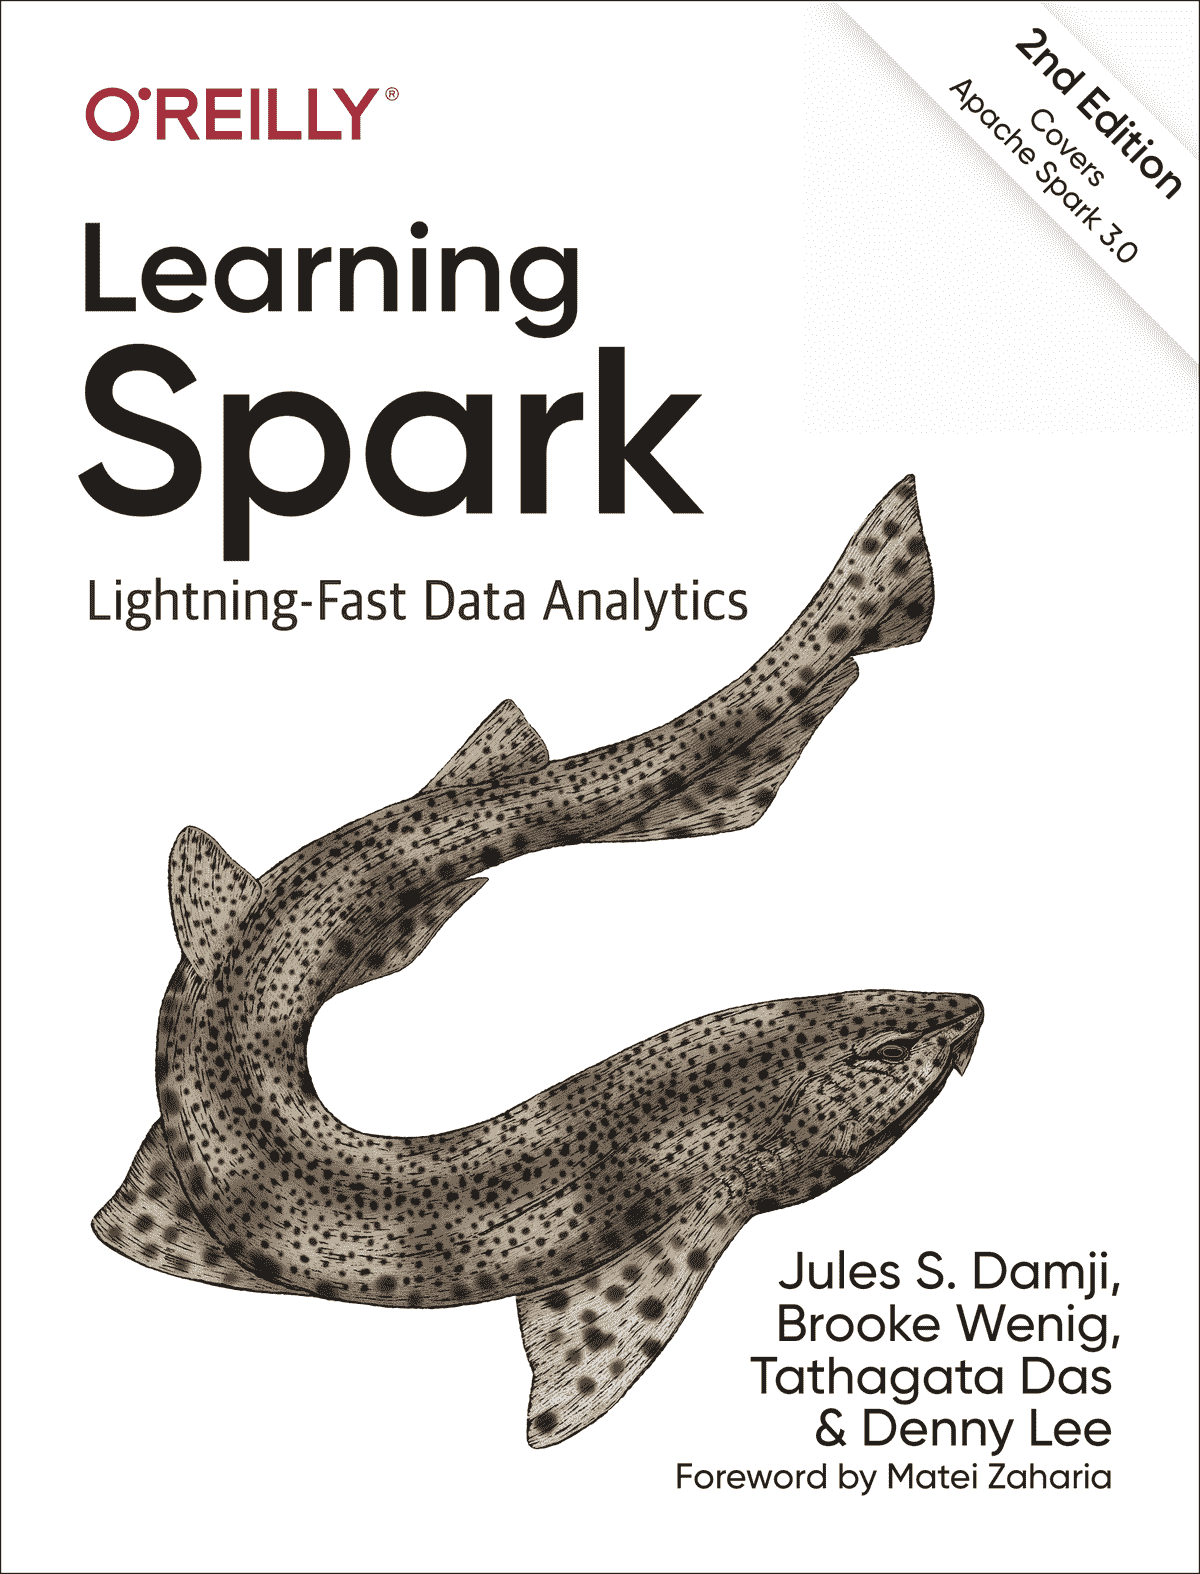 O'REILLY®
2nd Edition
Covers
Apache Spark 3.0
Learning
Spark
Lightning-Fast Data Analytics
Jules S. Damji,
Brooke Wenig,
Tathagata Das
& Denny Lee
Foreword by Matei Zaharia